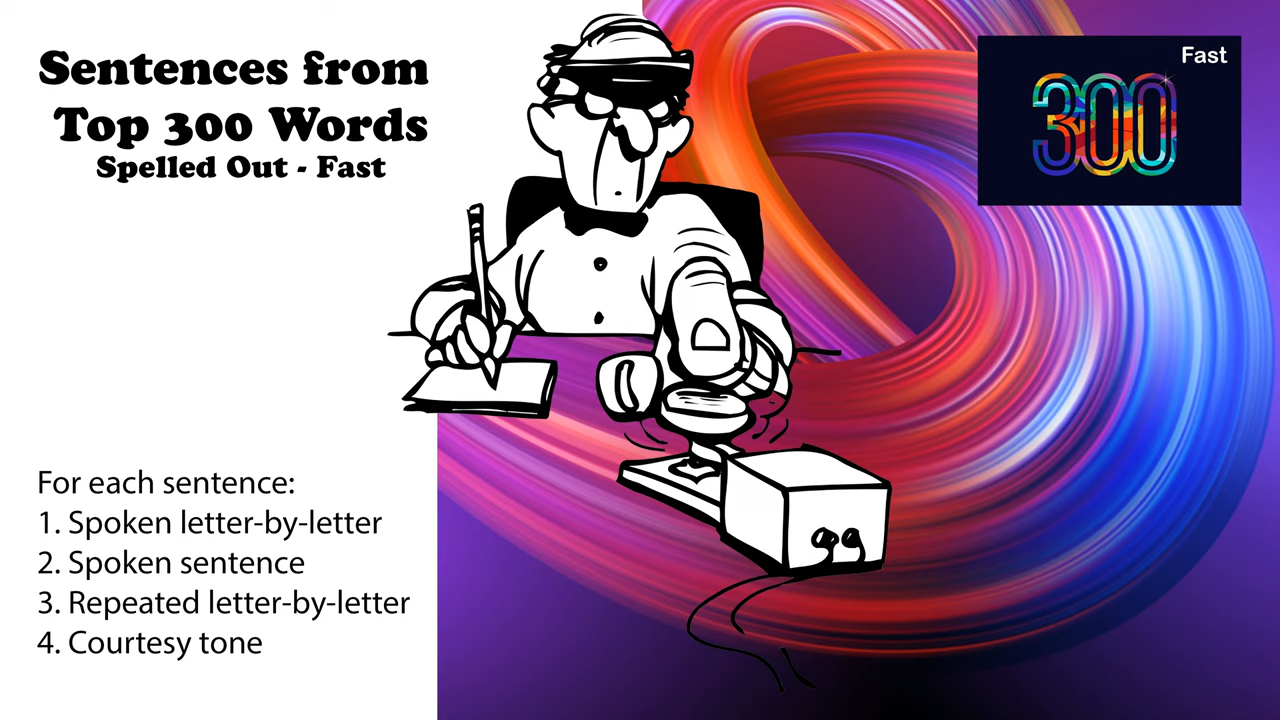 Sentences from
Top 300 Words
Spelled Out - Fast
Fast
300
For each sentence:
1. Spoken letter-by-letter
2. Spoken sentence
3. Repeated letter-by-letter
4. Courtesy tone